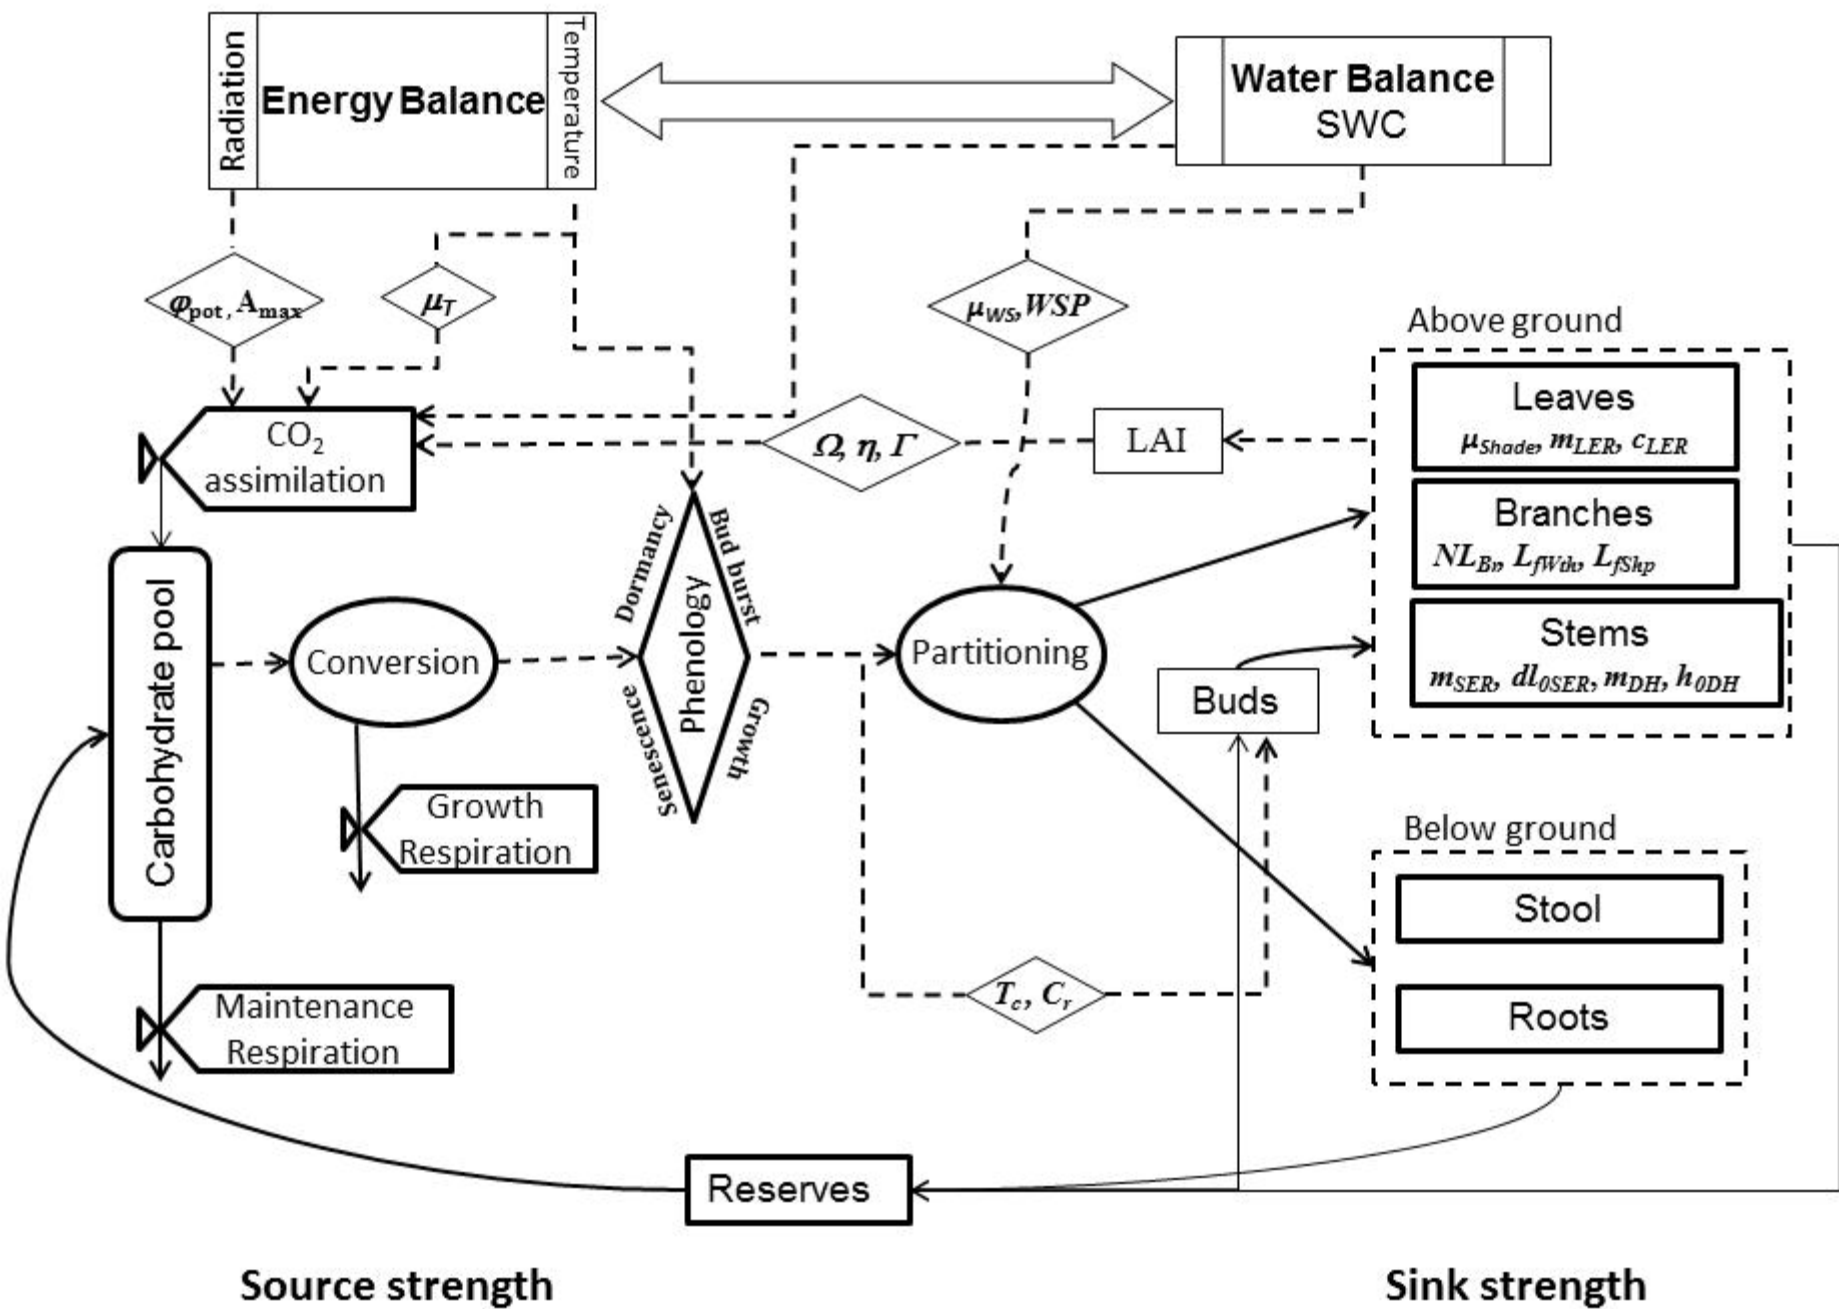 Radiation
Energy Balance
Temperature
Water Balance
SWC
φpot, Amax
μT
μWS, WSP
Above ground
Leaves
μShade, mLER, cLER
Branches
NLBr, LfWth, LfShp
Stems
mSER, dl0SER, mDH, h0DH
CO2
assimilation
Ω, η, Γ
LAI
Dormancy
Bud burst
Phenology
Senescence
Growth
Carbohydrate pool
Conversion
Partitioning
Buds
Growth
Respiration
Below ground
Stool
Roots
Tc, Cr
Maintenance
Respiration
Reserves
Source strength
Sink strength